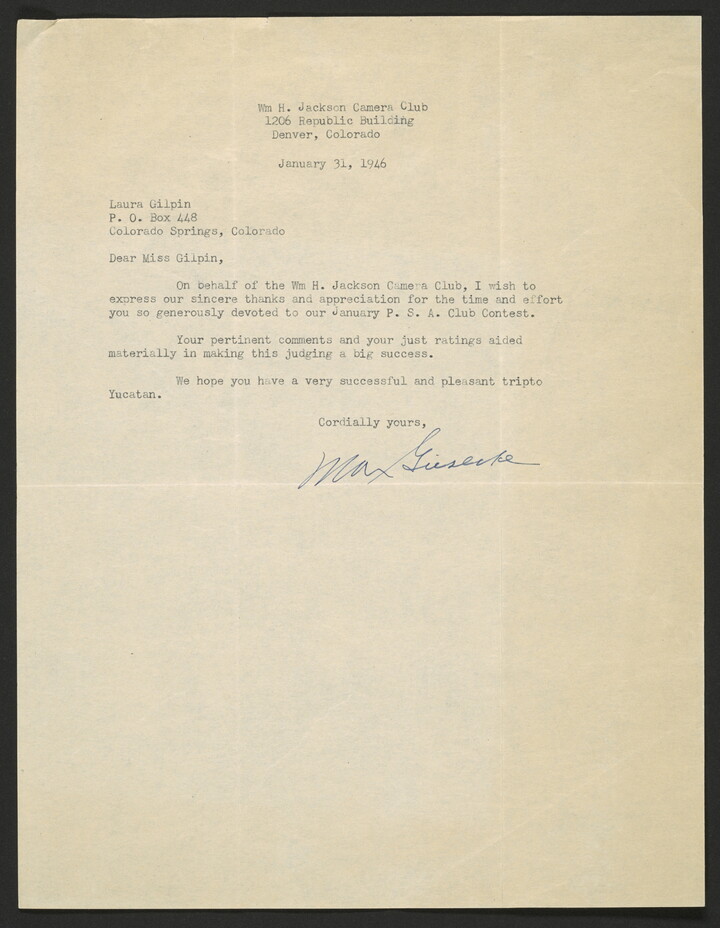 Wm H. Jackson Camera Club
1206 Republic Building
Denver, Colorado
January 31, 1946
Laura Gilpin
P. O. Box 448
Colorado Springs, Colorado
Dear Miss Gilpin,
On behalf of the Wm H. Jackson Camera Club, I wish to
express our sincere thanks and appreciation for the time and effort
you so generously devoted to our January P. S. A. Club Contest.
Your pertinent comments and your just ratings aided
materially in making this judging a big success.
We hope you have a very successful and pleasant tripto
Yucatan.
Cordially yours,
Max Giesecke